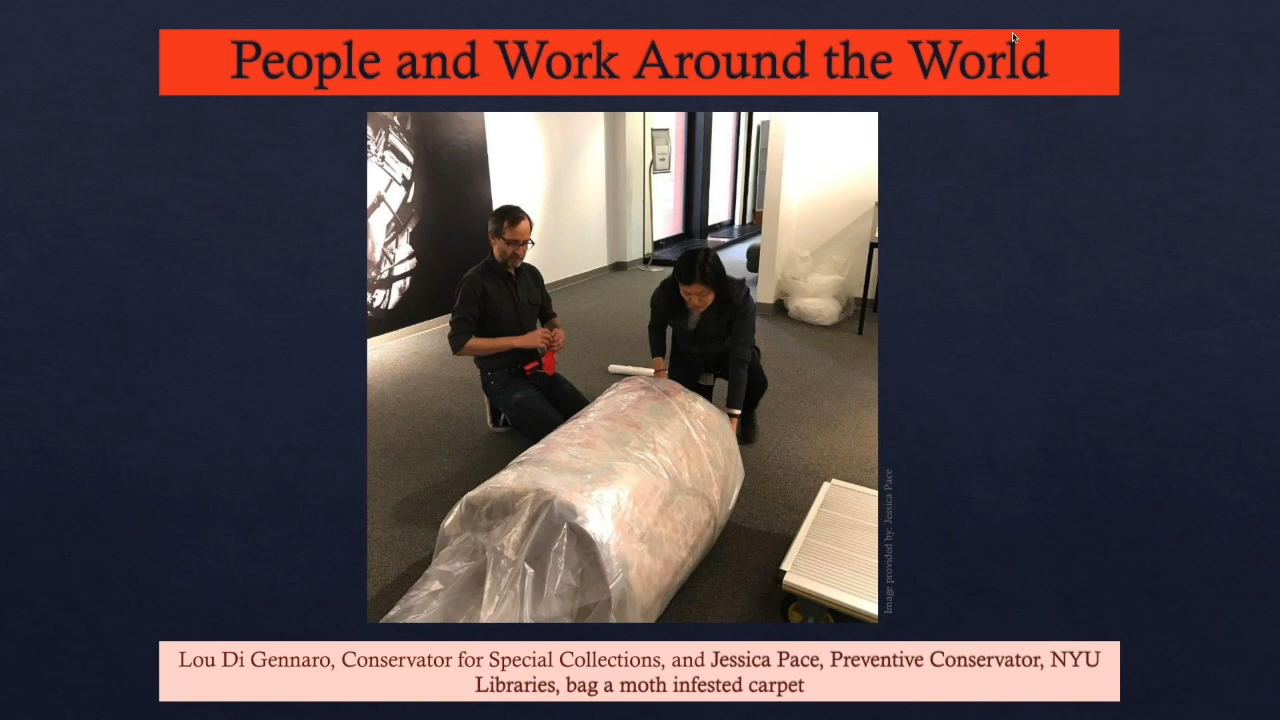 People and Work Around the World
Image provided by: Jessica Pace
Lou Di Gennaro, Conservator for Special Collections, and Jessica Pace, Preventive Conservator, NYU
Libraries, bag a moth infested carpet